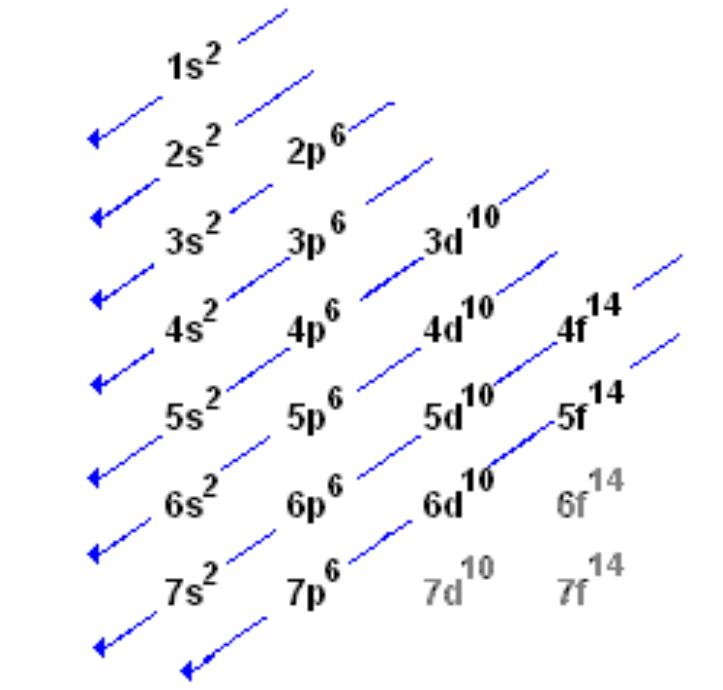 1s²
2s² 2p⁶
3s² 3p⁶ 3d¹⁰
4s² 4p⁶ 4d¹⁰ 4f¹⁴
5s² 5p⁶ 5d¹⁰ 5f¹⁴
6s² 6p⁶ 6d¹⁰ 6f¹⁴
7s² 7p⁶ 7d¹⁰ 7f¹⁴